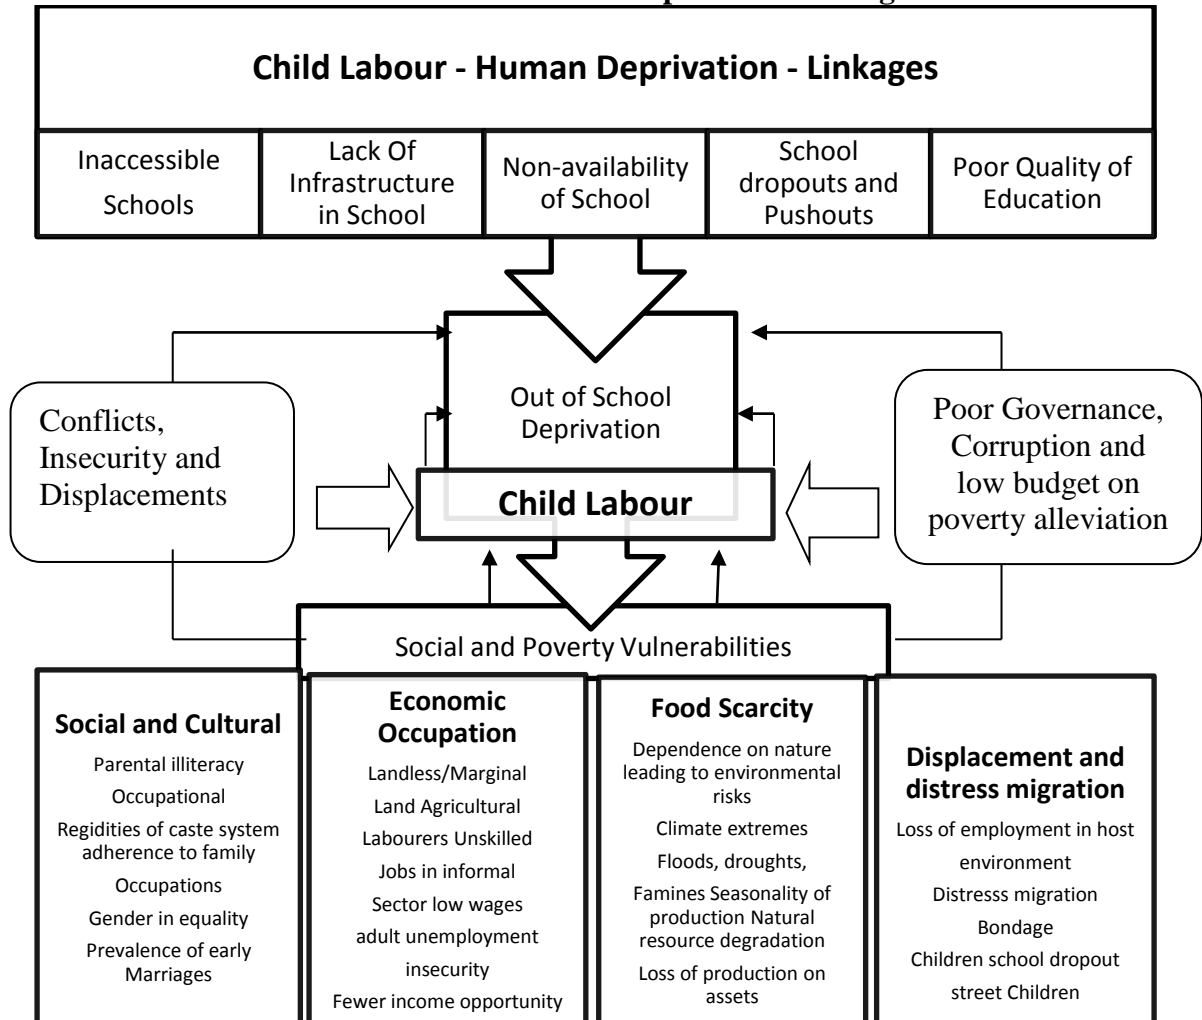 Child Labour - Human Deprivation - Linkages
Inaccessible
Schools
Lack Of
Infrastructure
in School
Non-availability
of School
School
dropouts and
Pushouts
Poor Quality of
Education
Out of School
Deprivation
Conflicts,
Insecurity and
Displacements
Poor Governance,
Corruption and
low budget on
poverty alleviation
Child Labour
Social and Poverty Vulnerabilities
Social and Cultural
Parental illiteracy
Occupational
Regidities of caste system
adherence to family
Occupations
Gender in equality
Prevalence of early
Marriages
Economic
Occupation
Landless/Marginal
Land Agricultural
Labourers Unskilled
Jobs in informal
Sector low wages
adult unemployment
insecurity
Fewer income opportunity
Food Scarcity
Dependence on nature
leading to environmental
risks
Climate extremes
Floods, droughts,
Famines Seasonality of
production Natural
resource degradation
Loss of production on
assets
Displacement and
distress migration
Loss of employment in host
environment
Distresss migration
Bondage
Children school dropout
street Children